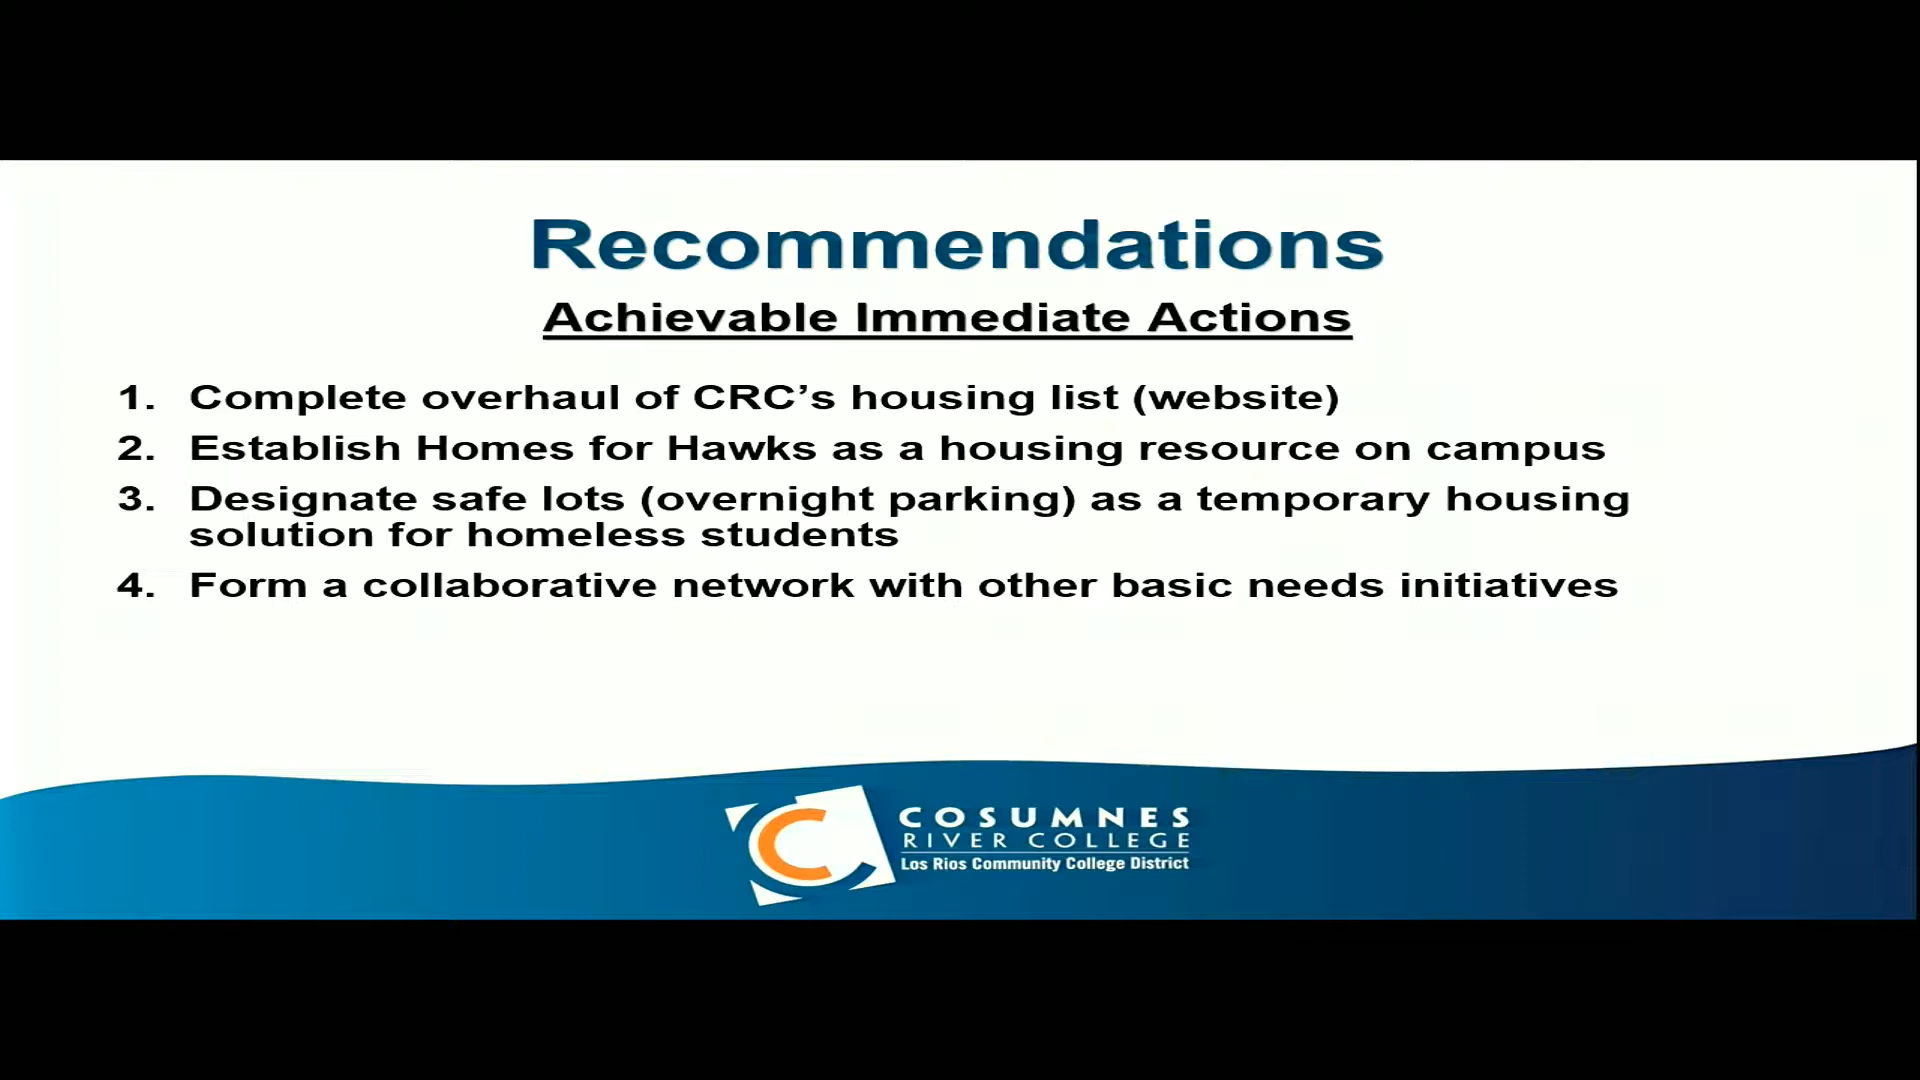 Recommendations
Achievable Immediate Actions
1. Complete overhaul of CRC’s housing list (website)
2. Establish Homes for Hawks as a housing resource on campus
3. Designate safe lots (overnight parking) as a temporary housing
solution for homeless students
4. Form a collaborative network with other basic needs initiatives
COSUMNES
RIVER COLLEGE
Los Rios Community College District